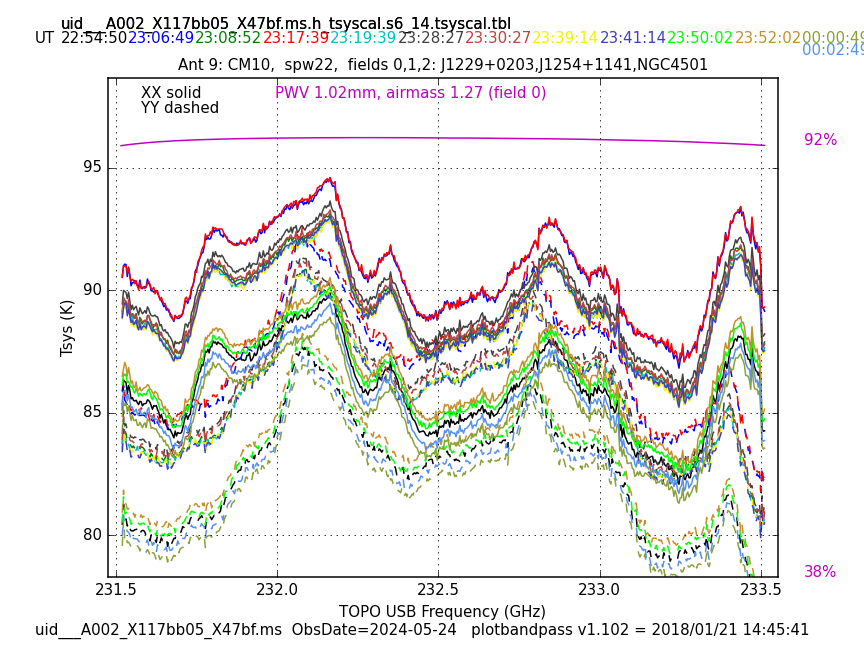 uid___A002_X117bb05_X47bf.ms.h_tsyscal.s6_14.tsyscal.tbl
UT 22:54:50 23:06:49 23:08:52 23:17:39 23:19:39 23:28:27 23:30:27 23:39:14 23:41:14 23:50:02 23:52:02 00:00:49
00:02:49
Ant 9: CM10, spw22, fields 0,1,2: J1229+0203,J1254+1141,NGC4501
XX solid PWV 1.02mm, airmass 1.27 (field 0)
YY dashed
92%
95
90
Tsys (K)
85
80
38%
231.5 232.0 232.5 233.0 233.5
TOPO USB Frequency (GHz)
uid___A002_X117bb05_X47bf.ms ObsDate=2024-05-24 plotbandpass v1.102 = 2018/01/21 14:45:41